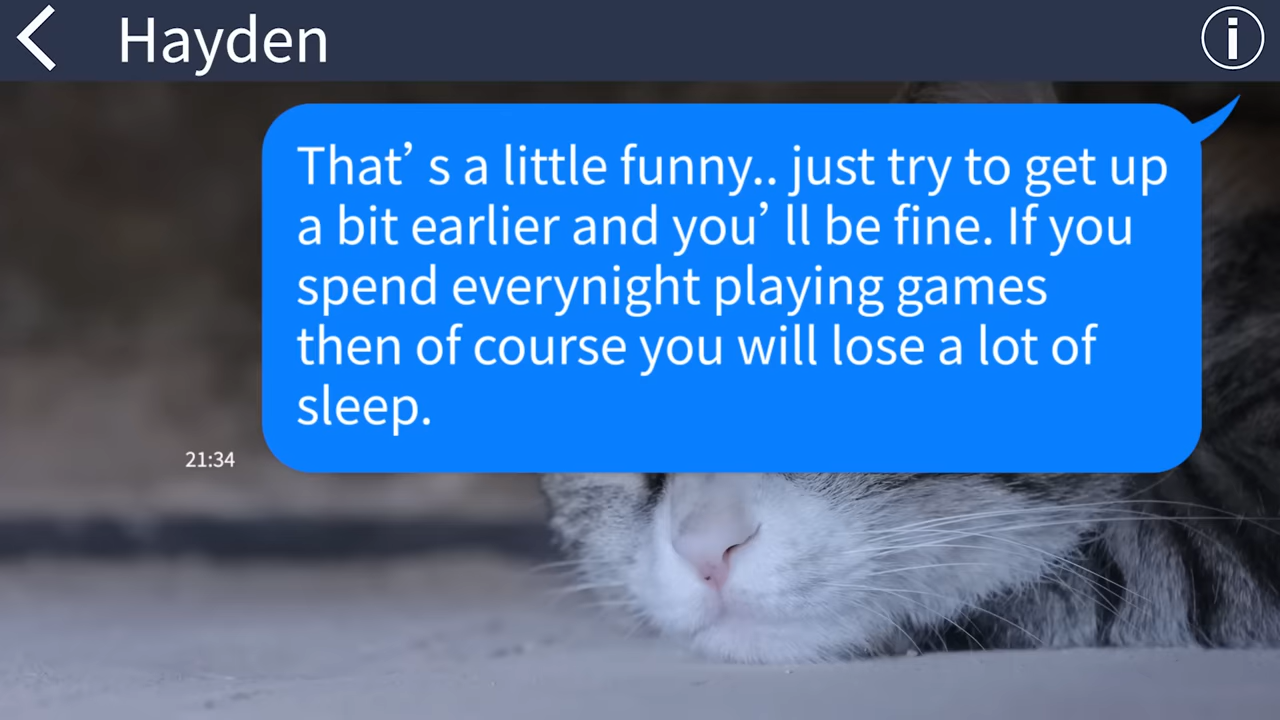 Hayden
That’s a little funny.. just try to get up
a bit earlier and you’ll be fine. If you
spend everynight playing games
then of course you will lose a lot of
sleep.
21:34